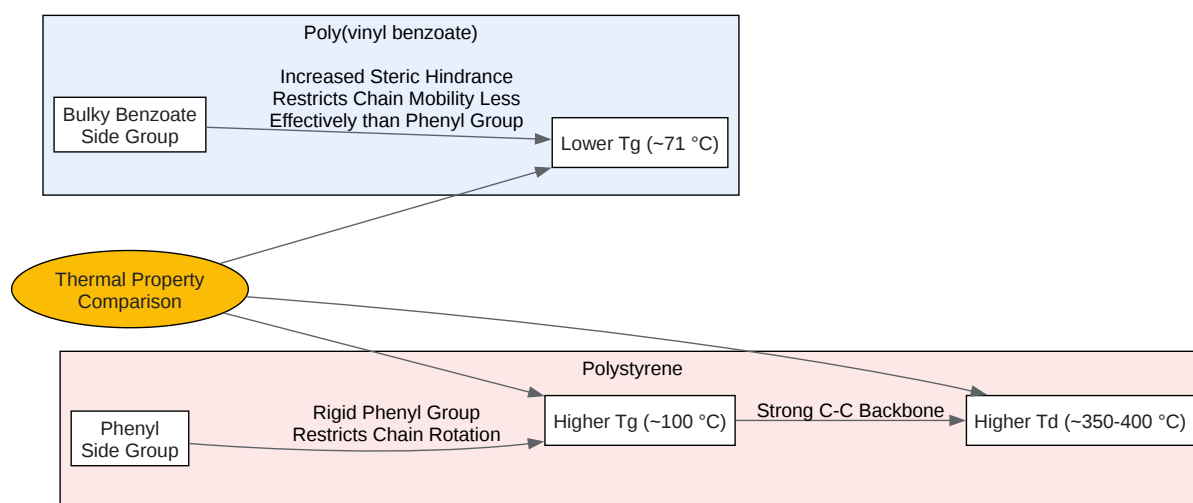 Poly(vinyl benzoate)
Bulky Benzoate
Side Group
Increased Steric Hindrance
Restricts Chain Mobility Less
Effectively than Phenyl Group
Lower Tg (~71 °C)
Thermal Property
Comparison
Polystyrene
Phenyl
Side Group
Rigid Phenyl Group
Restricts Chain Rotation
Higher Tg (~100 °C)
Strong C-C Backbone
Higher Td (~350-400 °C)